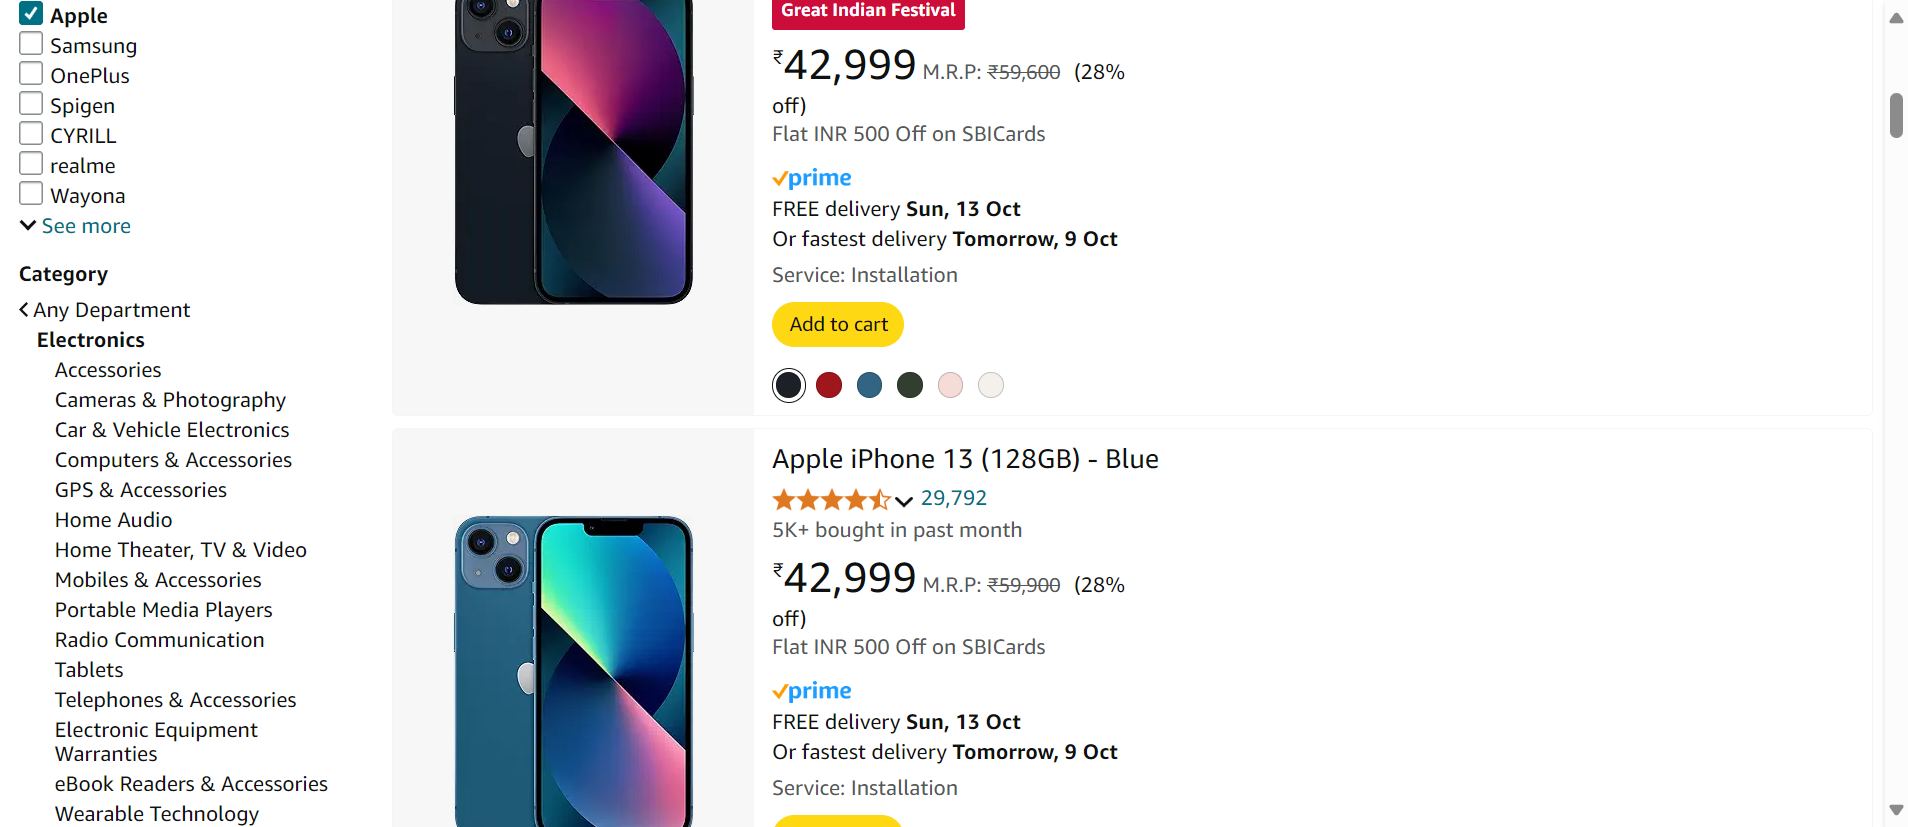 Apple
Samsung
OnePlus
Spigen
CYRILL
realme
Wayona
See more
Category
Any Department
Electronics
Accessories
Cameras & Photography
Car & Vehicle Electronics
Computers & Accessories
GPS & Accessories
Home Audio
Home Theater, TV & Video
Mobiles & Accessories
Portable Media Players
Radio Communication
Tablets
Telephones & Accessories
Electronic Equipment
Warranties
eBook Readers & Accessories
Wearable Technology
Great Indian Festival
₹42,999 M.R.P: ₹59,600 (28%
off)
Flat INR 500 Off on SBICards
prime
FREE delivery Sun, 13 Oct
Or fastest delivery Tomorrow, 9 Oct
Service: Installation
Add to cart
Apple iPhone 13 (128GB) - Blue
29,792
5K+ bought in past month
₹42,999 M.R.P: ₹59,900 (28%
off)
Flat INR 500 Off on SBICards
prime
FREE delivery Sun, 13 Oct
Or fastest delivery Tomorrow, 9 Oct
Service: Installation